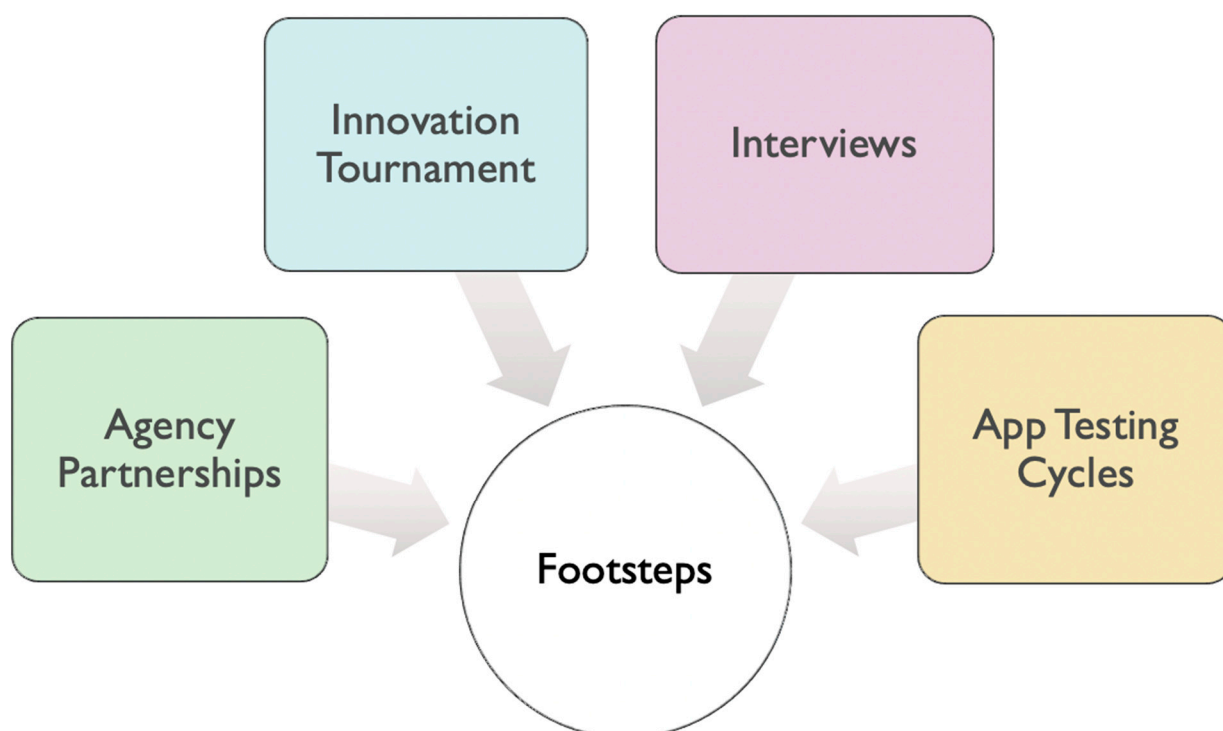 Innovation
Tournament
Interviews
Agency
Partnerships
App Testing
Cycles
Footsteps